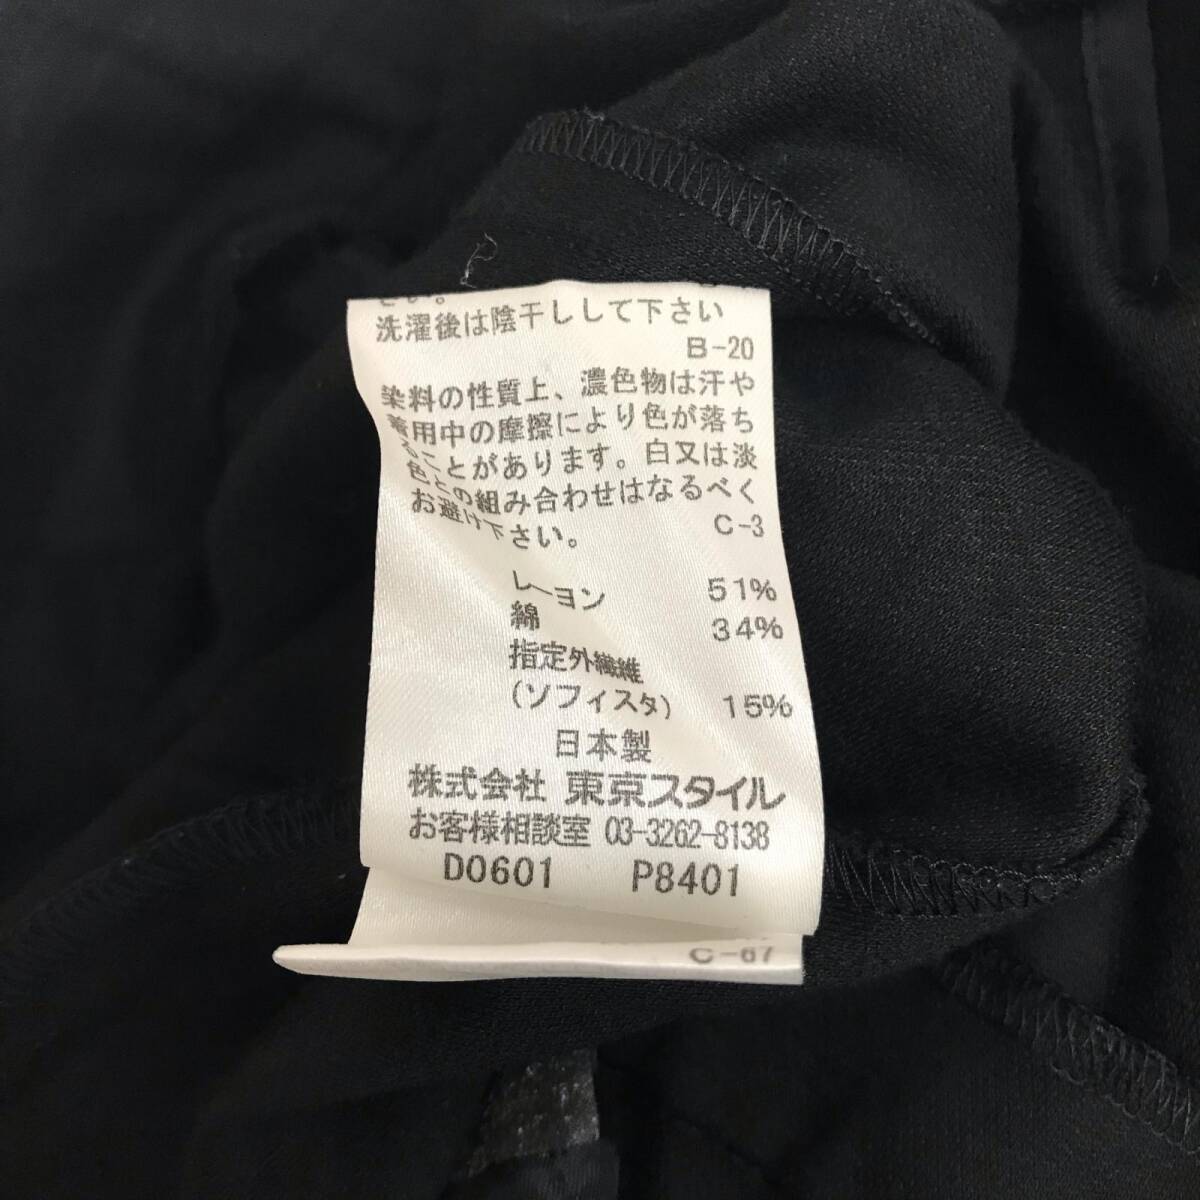 さい。
洗濯後は陰干しして下さい
B-20
染料の性質上、濃色物は汗や
着用中の摩擦により色が落ち
ることがあります。白又は淡
色との組み合わせはなるべく
お避け下さい。 C-3
レーヨン 51%
綿 34%
指定外繊維
(ソフィスタ) 15%
日本製
株式会社 東京スタイル
お客様相談室 03-3262-8138
D0601 P8401
C-67